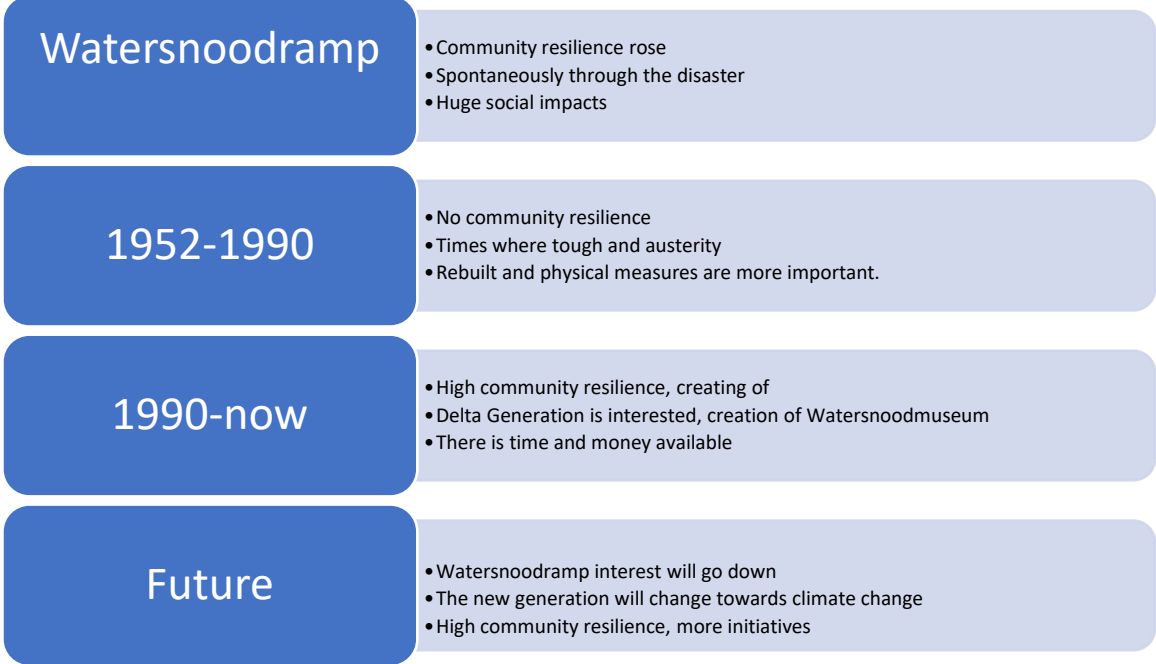 Watersnoodramp
•Community resilience rose
•Spontaneously through the disaster
•Huge social impacts
1952-1990
•No community resilience
•Times where tough and austerity
•Rebuilt and physical measures are more important.
1990-now
•High community resilience, creating of
•Delta Generation is interested, creation of Watersnoodmuseum
•There is time and money available
Future
•Watersnoodramp interest will go down
•The new generation will change towards climate change
•High community resilience, more initiatives